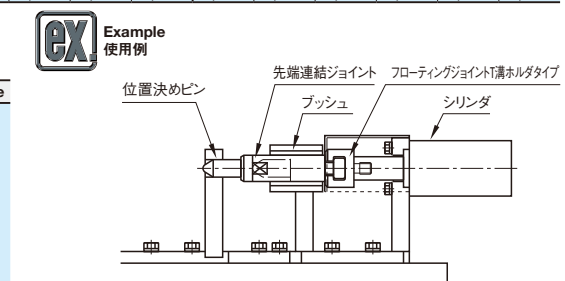 ex.
Example
使用例
e
位置決めピン
先端連結ジョイント
ブッシュ
フローティングジョイントT溝ホルダタイプ
シリンダ